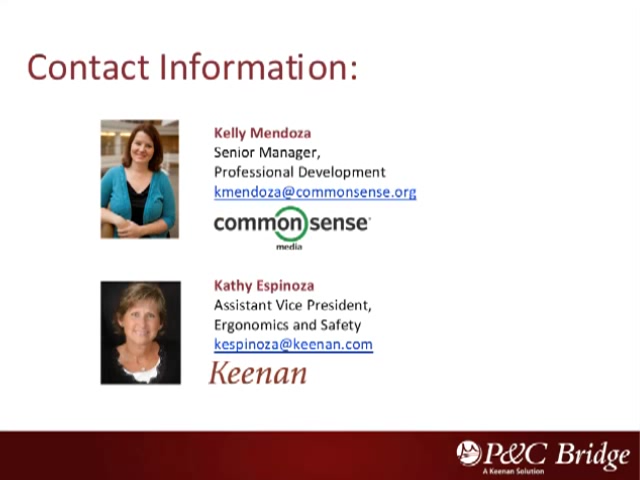 Contact Information:
Kelly Mendoza
Senior Manager,
Professional Development
kmendoza@commonsense.org
common sense
media
Kathy Espinoza
Assistant Vice President,
Ergonomics and Safety
kespinoza@keenan.com
Keenan
P&C Bridge
A Keenan Solution